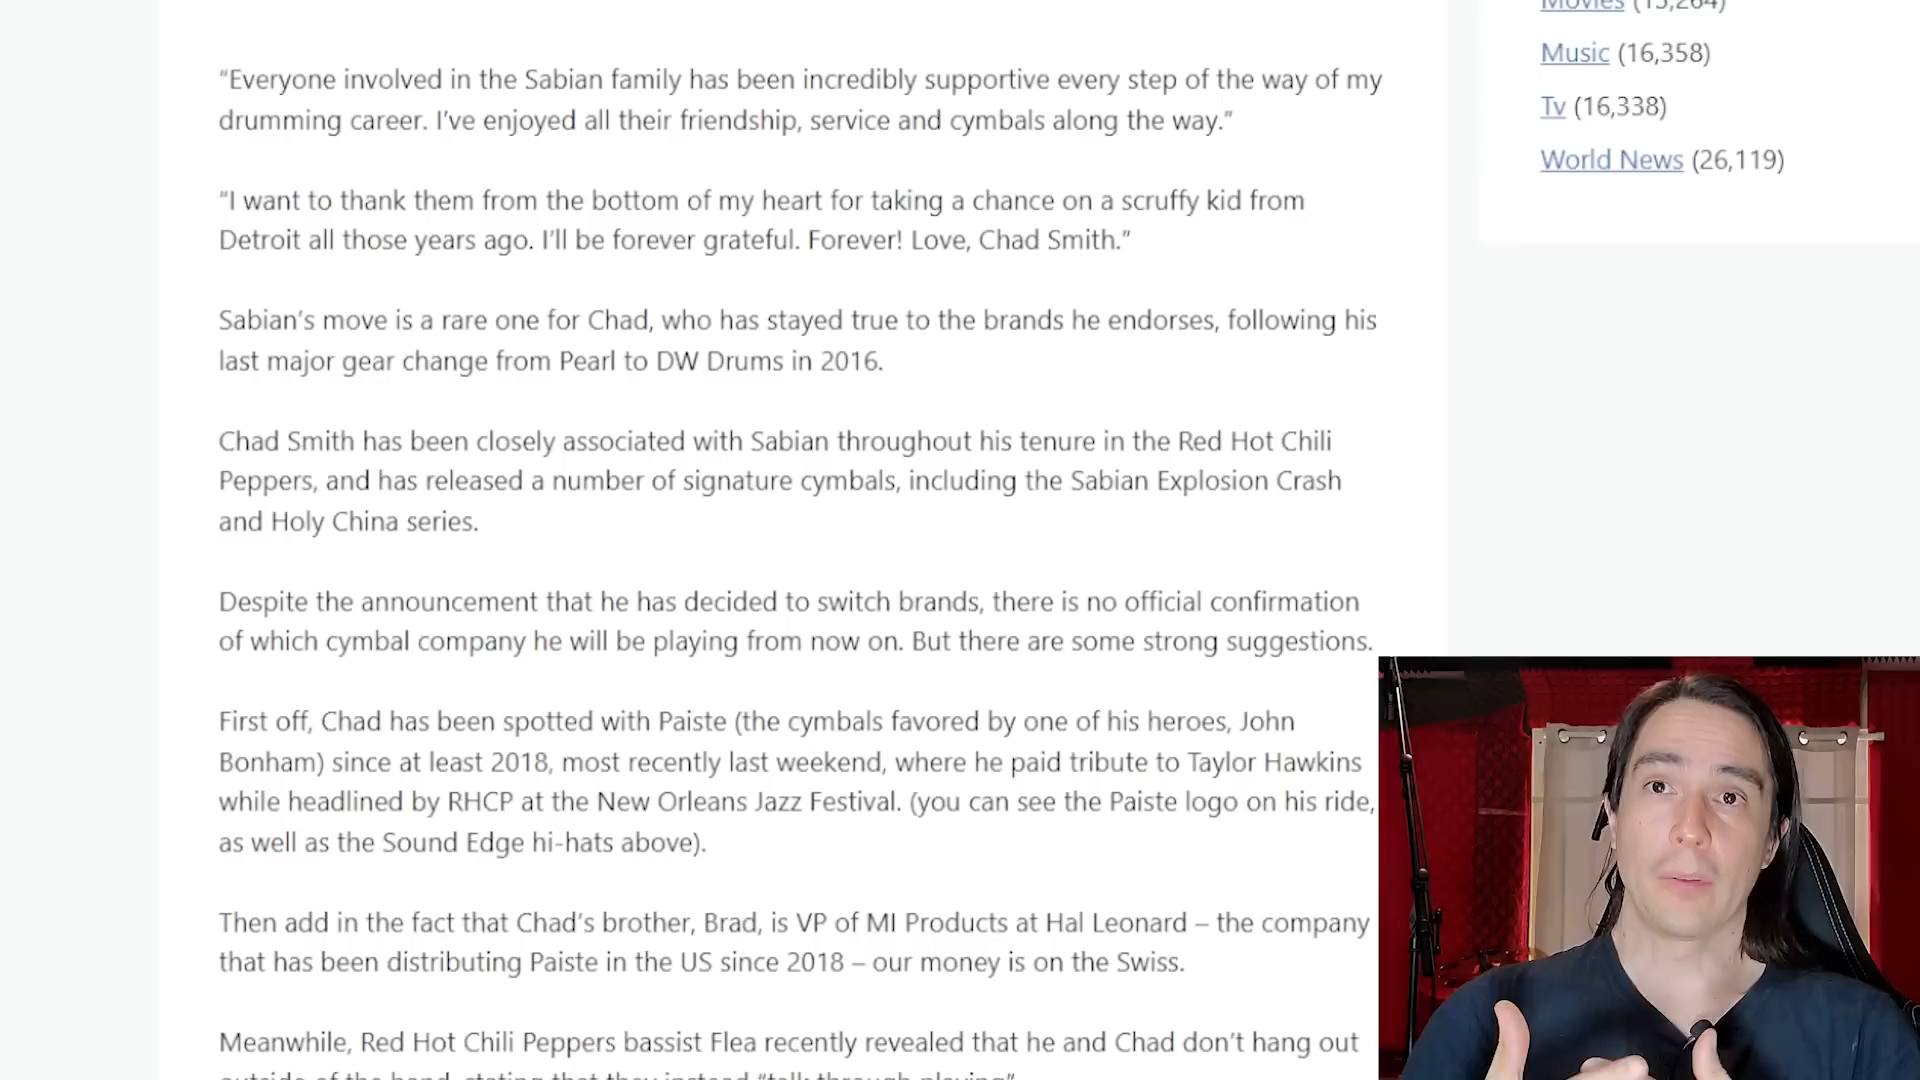 Movies (15,264)
Music (16,358)
Tv (16,338)
World News (26,119)
“Everyone involved in the Sabian family has been incredibly supportive every step of the way of my
drumming career. I’ve enjoyed all their friendship, service and cymbals along the way.”
“I want to thank them from the bottom of my heart for taking a chance on a scruffy kid from
Detroit all those years ago. I’ll be forever grateful. Forever! Love, Chad Smith.”
Sabian’s move is a rare one for Chad, who has stayed true to the brands he endorses, following his
last major gear change from Pearl to DW Drums in 2016.
Chad Smith has been closely associated with Sabian throughout his tenure in the Red Hot Chili
Peppers, and has released a number of signature cymbals, including the Sabian Explosion Crash
and Holy China series.
Despite the announcement that he has decided to switch brands, there is no official confirmation
of which cymbal company he will be playing from now on. But there are some strong suggestions.
First off, Chad has been spotted with Paiste (the cymbals favored by one of his heroes, John
Bonham) since at least 2018, most recently last weekend, where he paid tribute to Taylor Hawkins
while headlined by RHCP at the New Orleans Jazz Festival. (you can see the Paiste logo on his ride,
as well as the Sound Edge hi-hats above).
Then add in the fact that Chad’s brother, Brad, is VP of MI Products at Hal Leonard – the company
that has been distributing Paiste in the US since 2018 – our money is on the Swiss.
Meanwhile, Red Hot Chili Peppers bassist Flea recently revealed that he and Chad don’t hang out
outside of the band, stating that they instead “talk through playing”